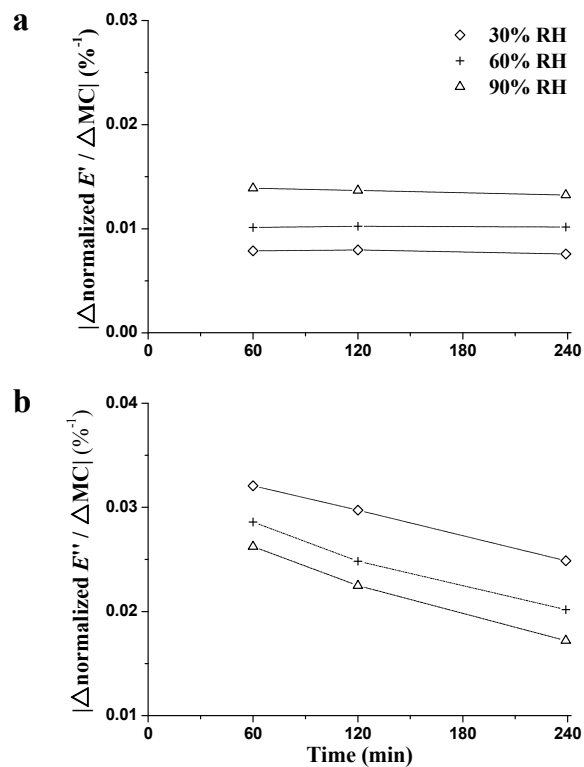 a
|△normalized E' / △MC| (%⁻¹)
0.03
0.02
0.01
0.00
0
60
120
180
240
30% RH
60% RH
90% RH
b
|△normalized E'' / △MC| (%⁻¹)
0.04
0.03
0.02
0.01
0
60
120
180
240
Time (min)